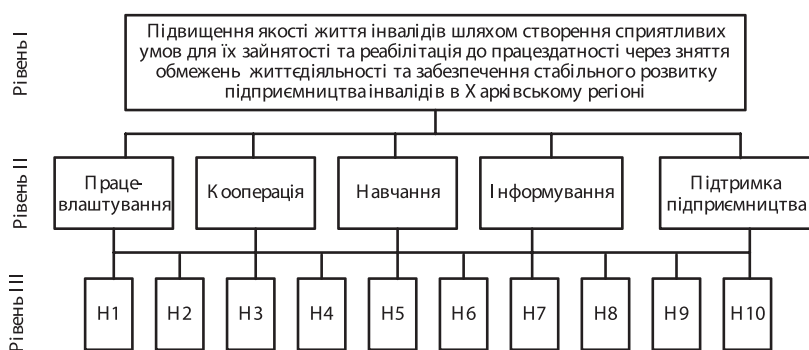 Рівень I
Підвищення якості життя інвалідів шляхом створення сприятливих
умов для їх зайнятості та реабілітація до працездатності через зняття
обмежень життєдіяльності та забезпечення стабільного розвитку
підприємництва інвалідів в Харківському регіоні
Рівень II
Праце-
влаштування
Кооперація
Навчання
Інформування
Підтримка
підприємництва
Рівень III
Н1
Н2
Н3
Н4
Н5
Н6
Н7
Н8
Н9
Н10